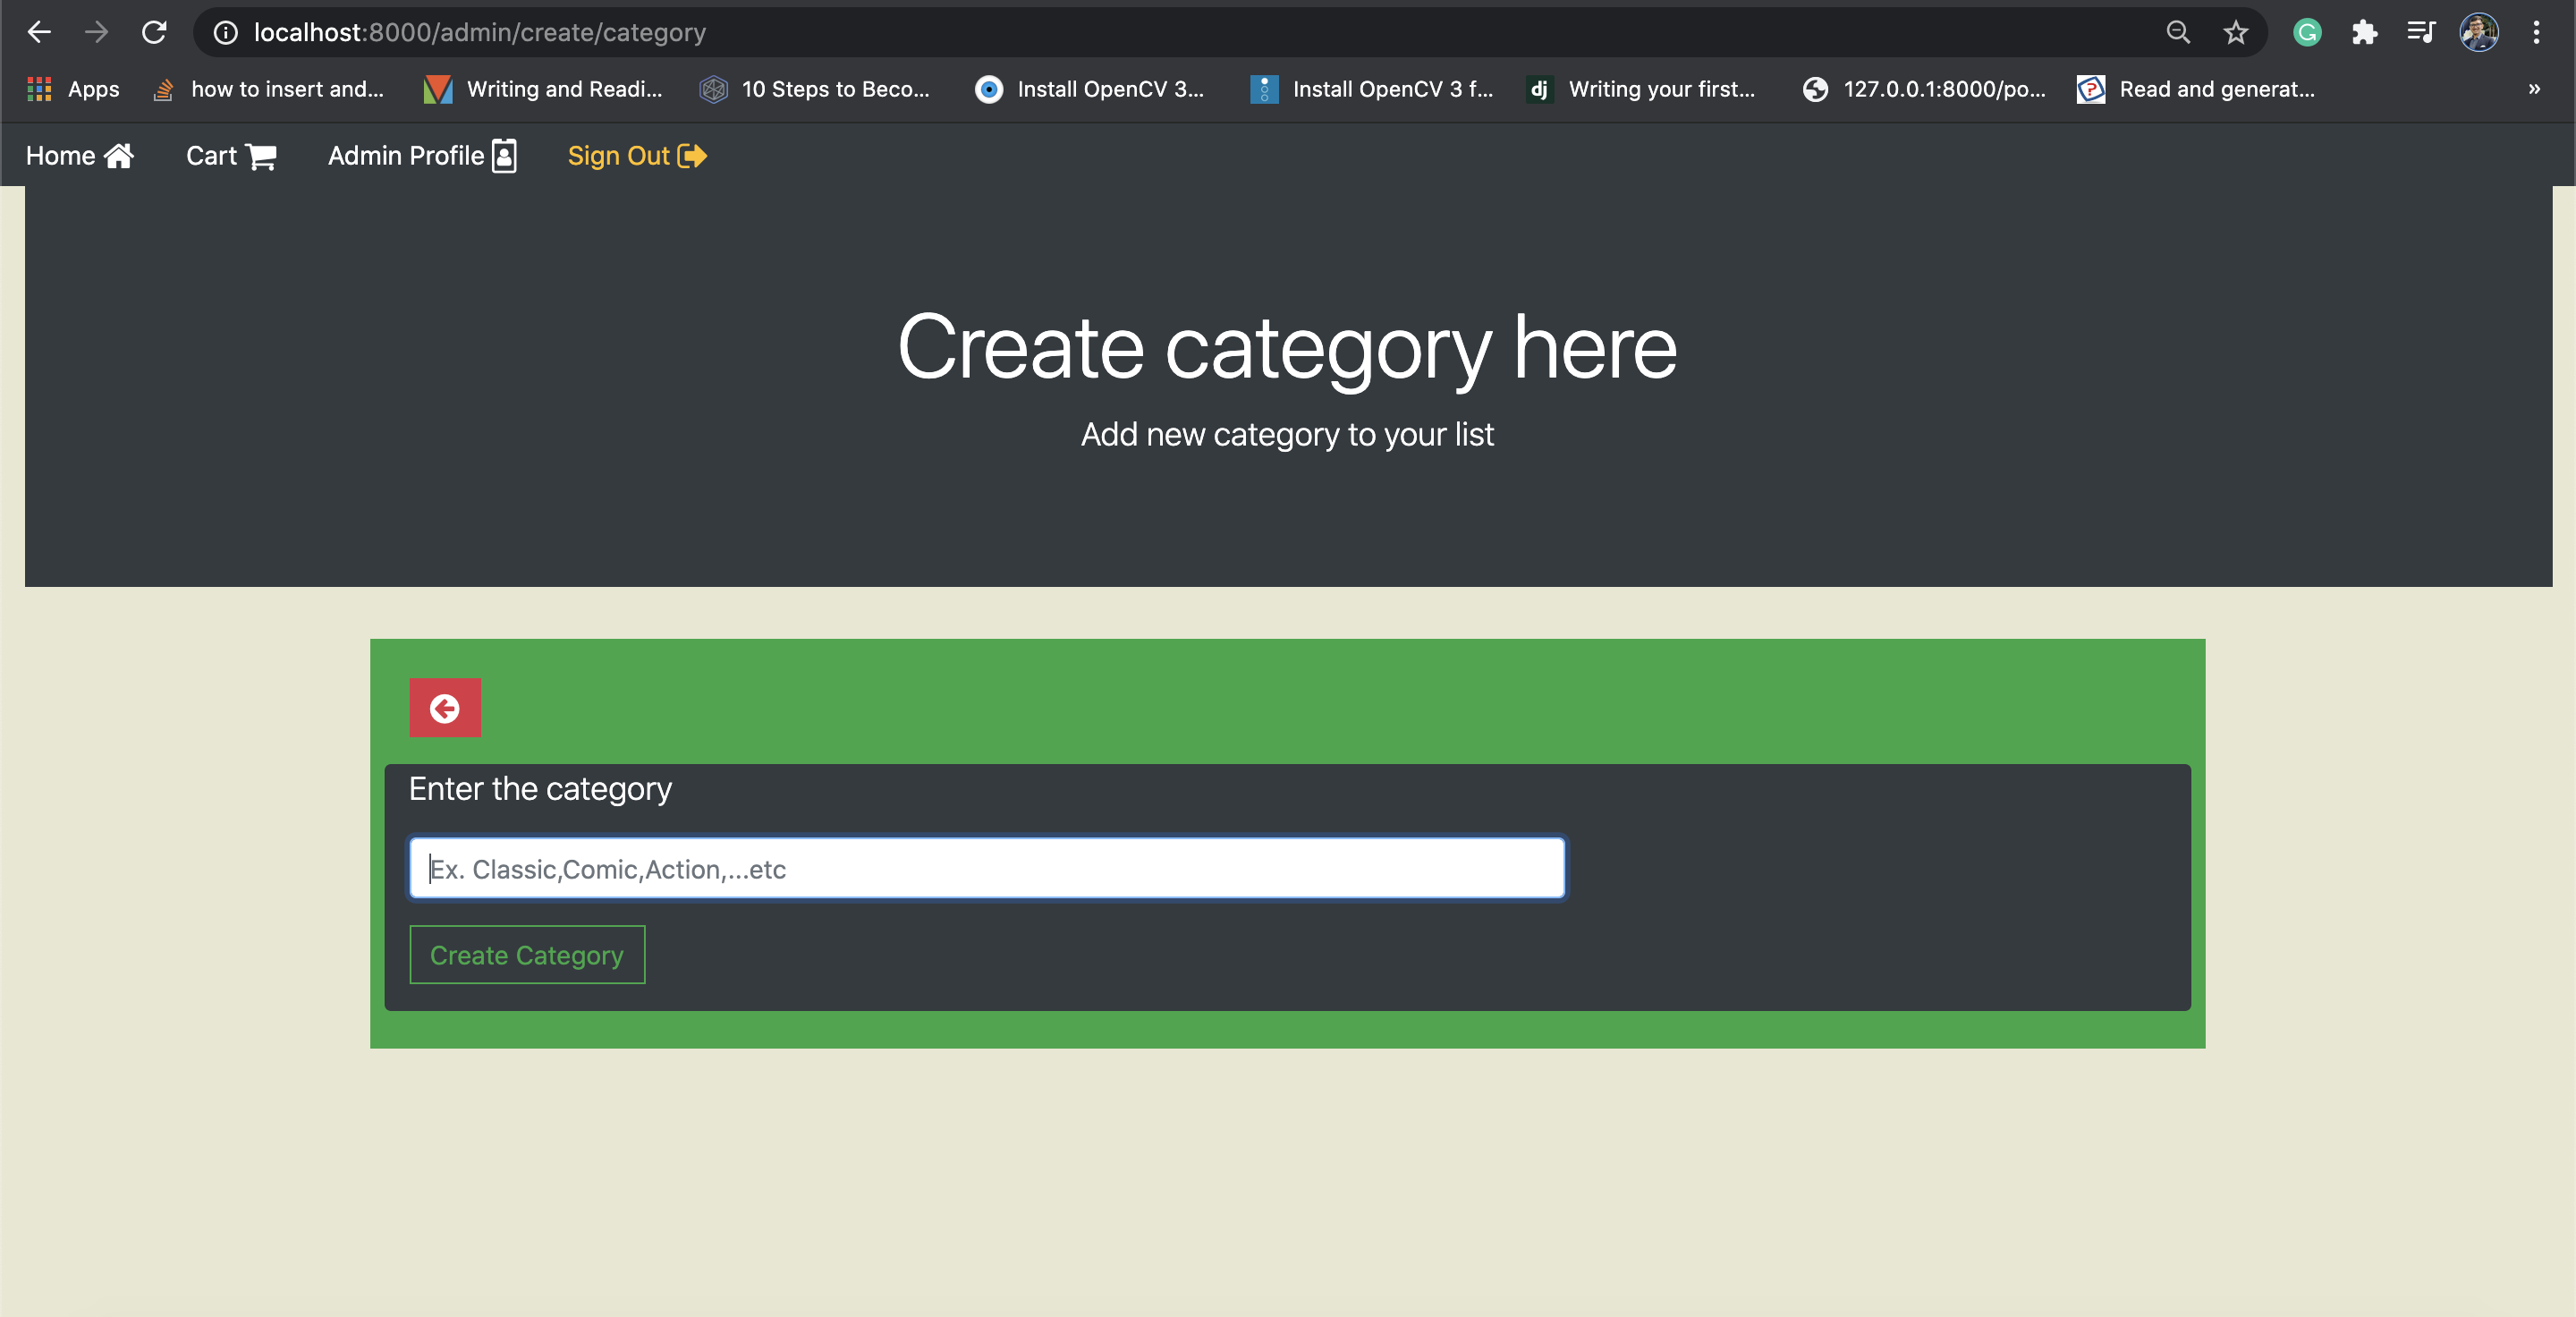 localhost:8000/admin/create/category
Apps how to insert and... Writing and Readi... 10 Steps to Beco... Install OpenCV 3... Install OpenCV 3 f... dj Writing your first... 127.0.0.1:8000/po... Read and generat... »
Home Cart Admin Profile Sign Out
Create category here
Add new category to your list
Enter the category
Ex. Classic,Comic,Action,...etc
Create Category